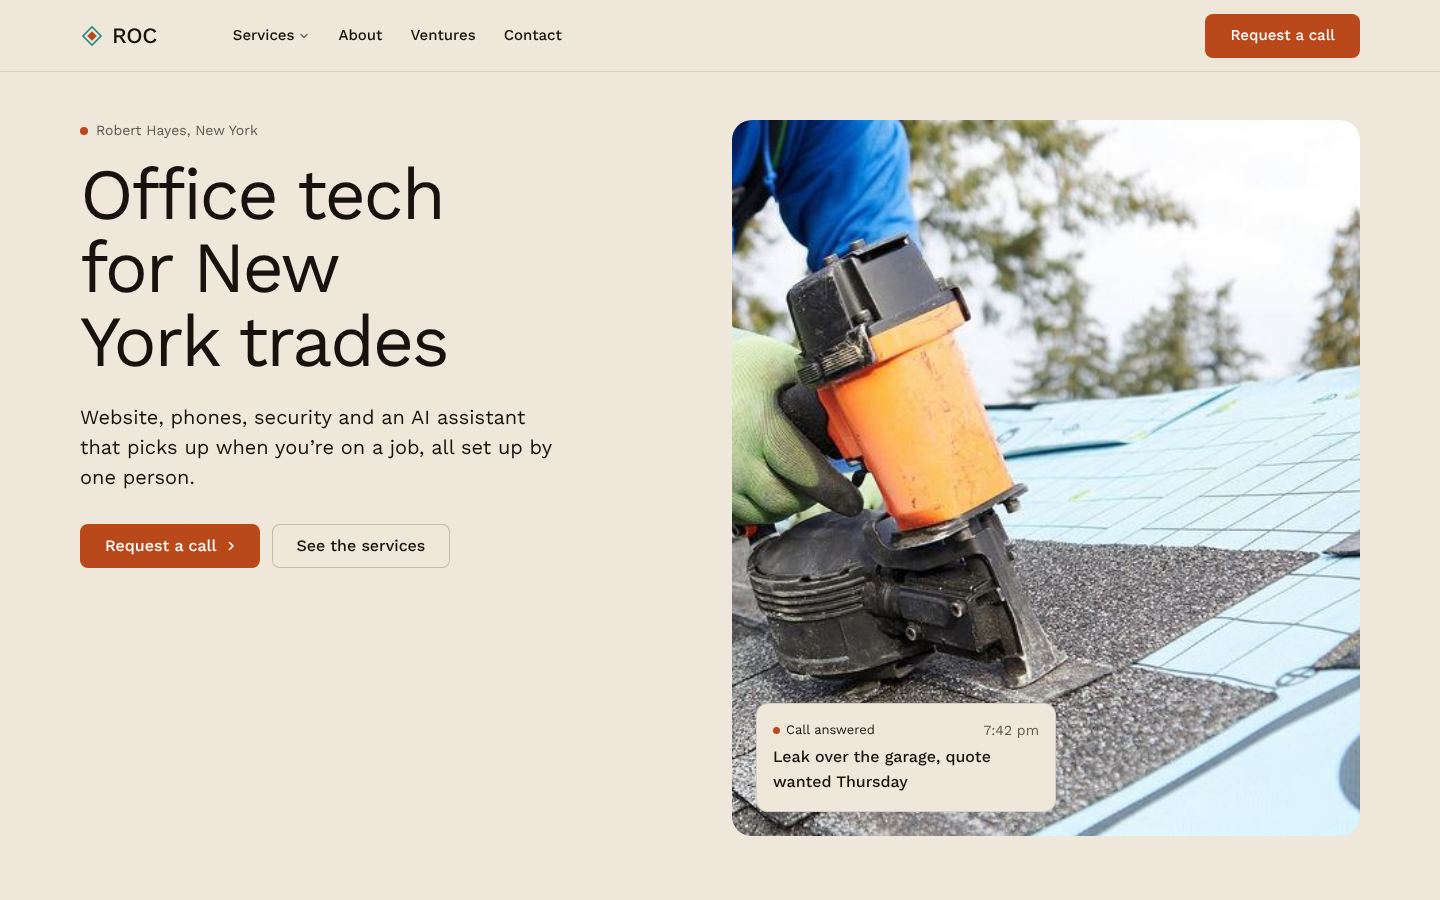 ROC
Services
About
Ventures
Contact
Request a call
Robert Hayes, New York
Office tech
for New
York trades
Website, phones, security and an AI assistant
that picks up when you’re on a job, all set up by
one person.
Request a call
See the services
Call answered
7:42 pm
Leak over the garage, quote
wanted Thursday